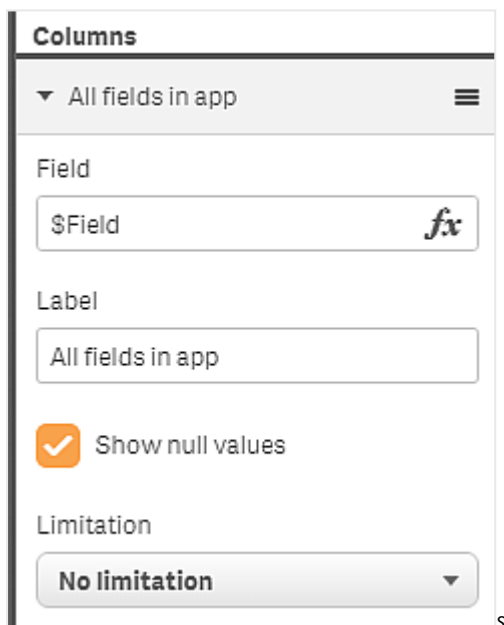 Columns
All fields in app
Field
$Field fx
Label
All fields in app
Show null values
Limitation
No limitation
s